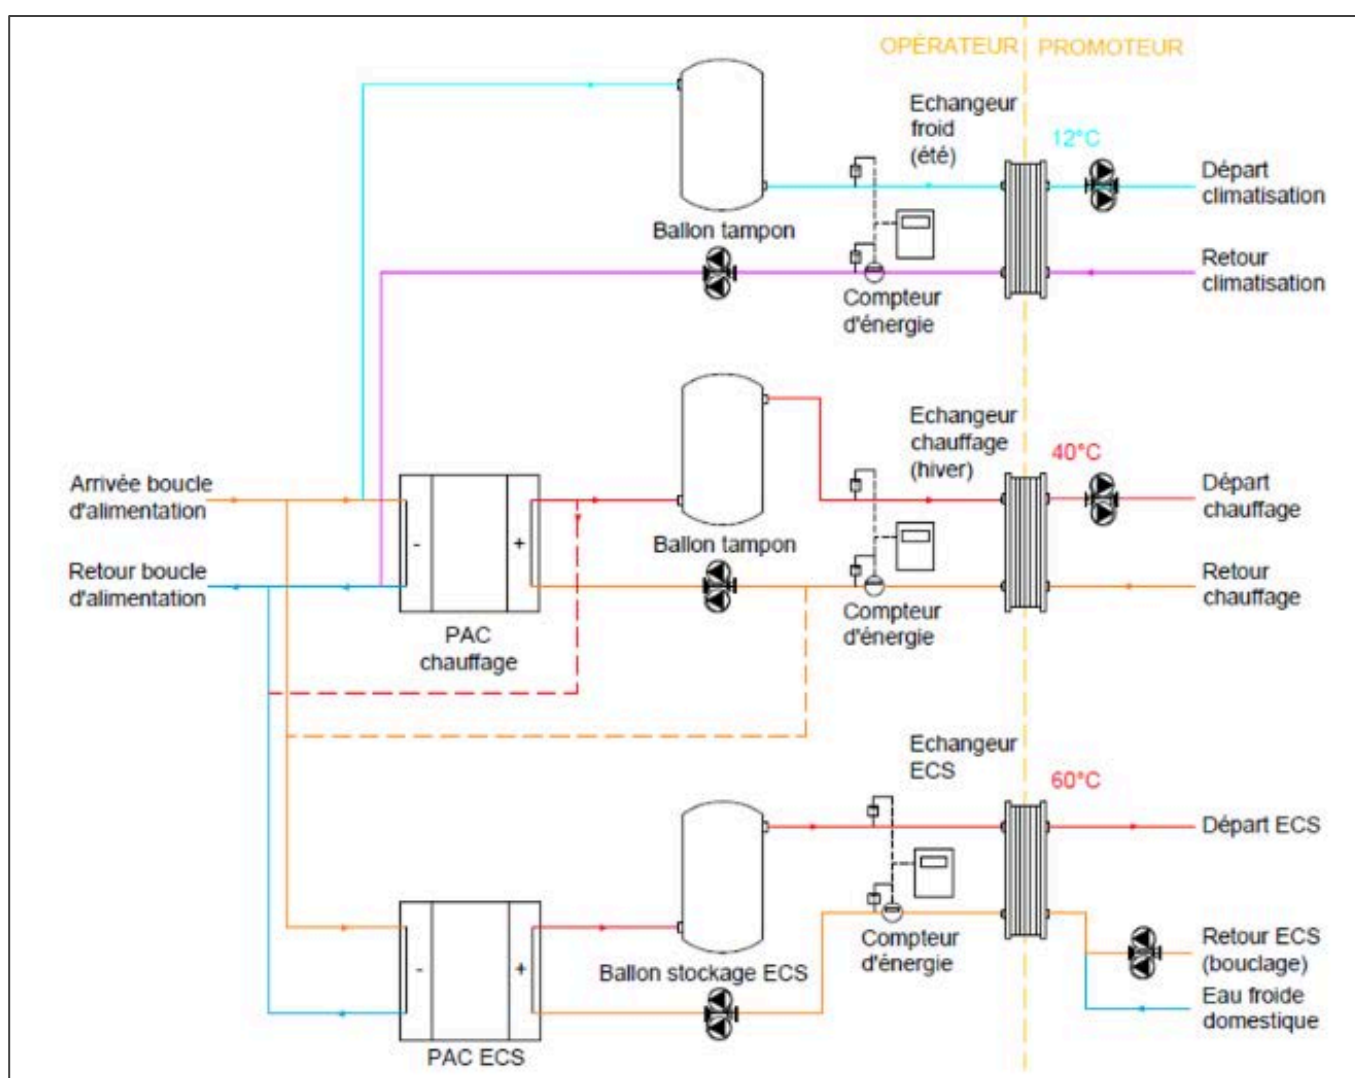 OPÉRATEUR
PROMOTEUR
Echangeur
froid
(été)
12°C
Départ
climatisation
Ballon tampon
Retour
climatisation
Compteur
d'énergie
Echangeur
chauffage
(hiver)
40°C
Arrivée boucle
d'alimentation
Départ
chauffage
- +
Ballon tampon
Retour boucle
d'alimentation
Retour
chauffage
Compteur
d'énergie
PAC
chauffage
Echangeur
ECS
60°C
Départ ECS
- +
Compteur
d'énergie
Retour ECS
(bouclage)
Ballon stockage ECS
Eau froide
domestique
PAC ECS